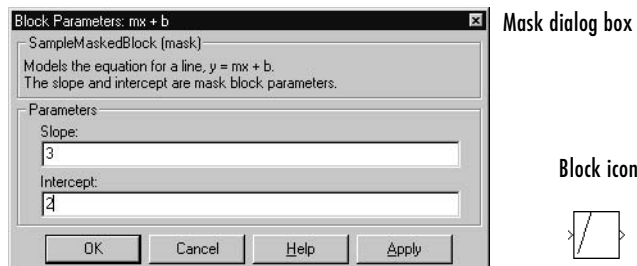 Block Parameters: mx + b
Mask dialog box
SampleMaskedBlock (mask)
Models the equation for a line, y = mx + b.
The slope and intercept are mask block parameters.
Parameters
Slope:
3
Intercept:
2
Block icon
OK Cancel Help Apply